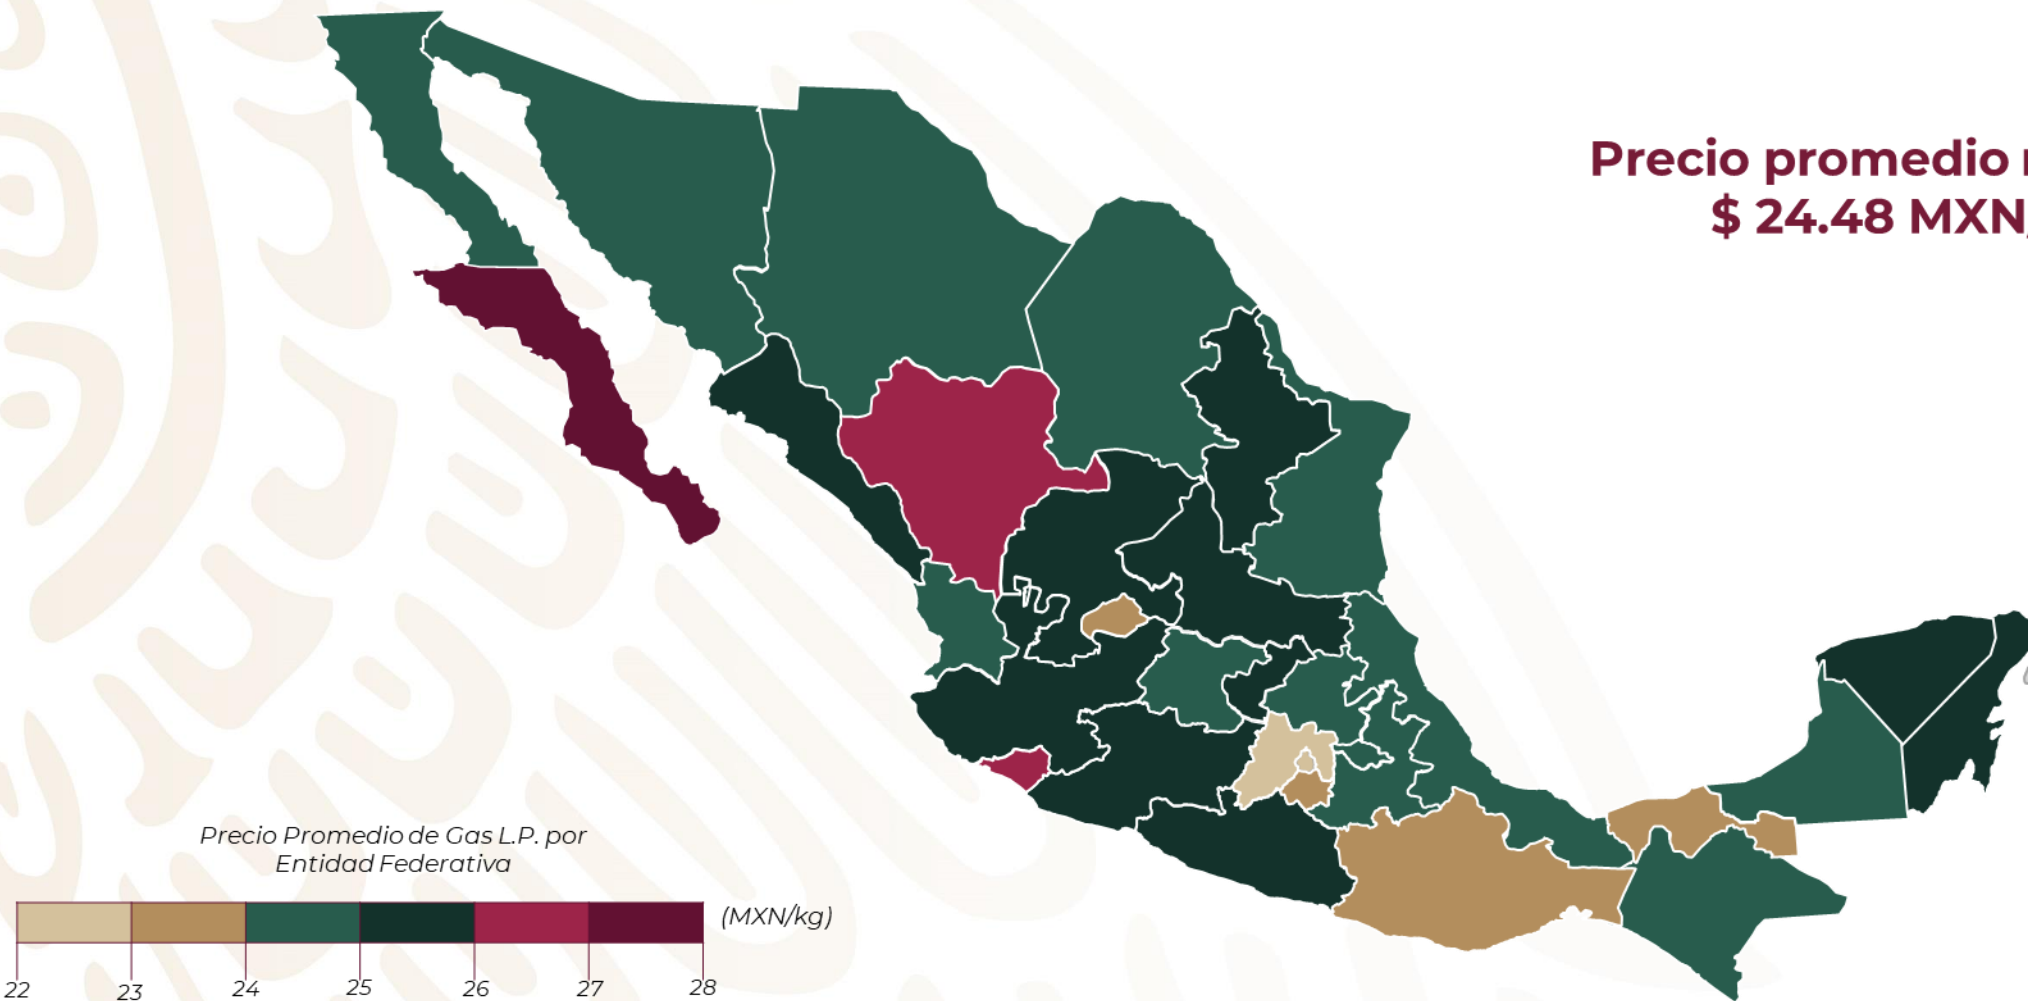 Precio promedio
$ 24.48 MXN
Precio Promedio de Gas L.P. por
Entidad Federativa
(MXN/kg)
22 23 24 25 26 27 28